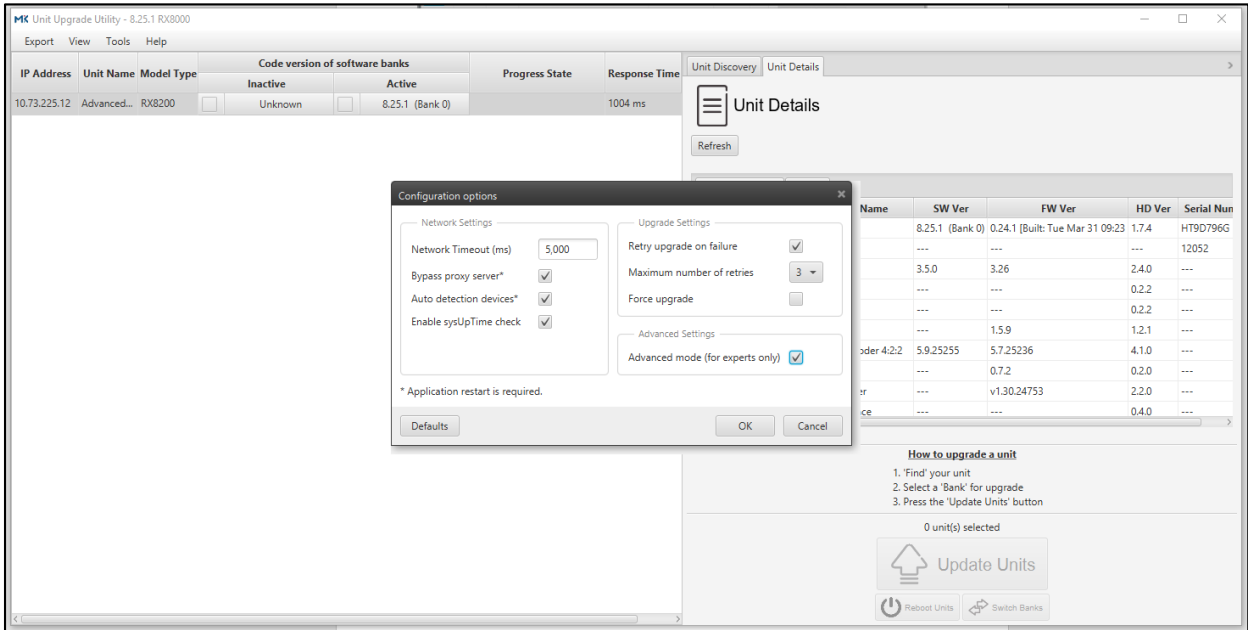 MK Unit Upgrade Utility - 8.25.1 RX8000
Export View Tools Help
IP Address Unit Name Model Type Code version of software banks Progress State Response Time
Inactive Active
10.73.225.12 Advanced... RX8200 Unknown 8.25.1 (Bank 0) 1004 ms
Unit Discovery Unit Details
Unit Details
Refresh
Name SW Ver FW Ver HD Ver Serial Num
8.25.1 (Bank 0) 0.24.1 [Built: Tue Mar 31 09:23 1.7.4 HT9D796G
--- --- --- 12052
3.5.0 3.26 2.4.0 ---
--- --- 0.2.2 ---
--- --- 0.2.2 ---
--- 1.5.9 1.2.1 ---
oder 4:2:2 5.9.25255 5.7.25236 4.1.0 ---
--- 0.7.2 0.2.0 ---
er --- v1.30.24753 2.2.0 ---
ce --- --- 0.4.0 ---
Configuration options
Network Settings
Network Timeout (ms) 5,000
Bypass proxy server*
Auto detection devices*
Enable sysUpTime check
Upgrade Settings
Retry upgrade on failure
Maximum number of retries 3
Force upgrade
Advanced Settings
Advanced mode (for experts only)
* Application restart is required.
Defaults OK Cancel
How to upgrade a unit
1. 'Find' your unit
2. Select a 'Bank' for upgrade
3. Press the 'Update Units' button
0 unit(s) selected
Update Units
Reboot Units Switch Banks